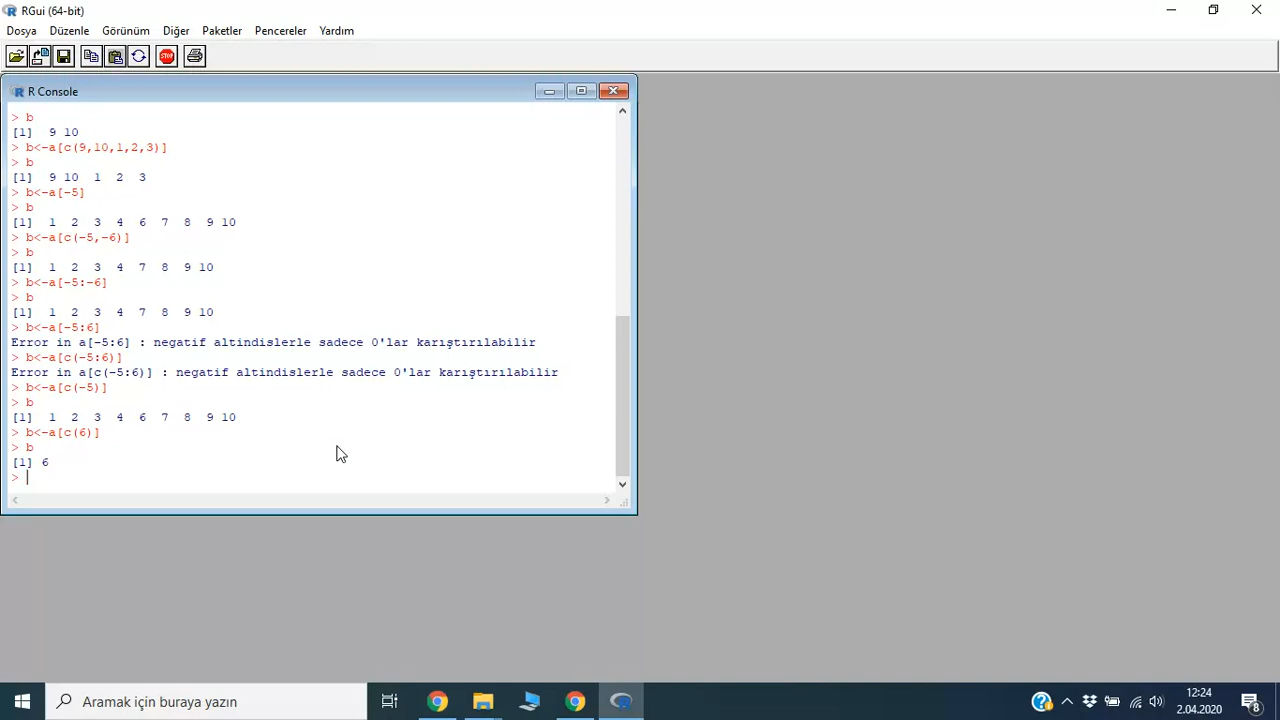 RGui (64-bit)
Dosya Düzenle Görünüm Diğer Paketler Pencereler Yardım
STOP
R Console
> b
[1] 9 10
> b<-a[c(9,10,1,2,3)]
> b
[1] 9 10 1 2 3
> b<-a[-5]
> b
[1] 1 2 3 4 6 7 8 9 10
> b<-a[c(-5,-6)]
> b
[1] 1 2 3 4 7 8 9 10
> b<-a[-5:-6]
> b
[1] 1 2 3 4 7 8 9 10
> b<-a[-5:6]
Error in a[-5:6] : negatif altindislerle sadece 0'lar karıştırılabilir
> b<-a[c(-5:6)]
Error in a[c(-5:6)] : negatif altindislerle sadece 0'lar karıştırılabilir
> b<-a[c(-5)]
> b
[1] 1 2 3 4 6 7 8 9 10
> b<-a[c(6)]
> b
[1] 6
>
Aramak için buraya yazın
12:24
2.04.2020
8